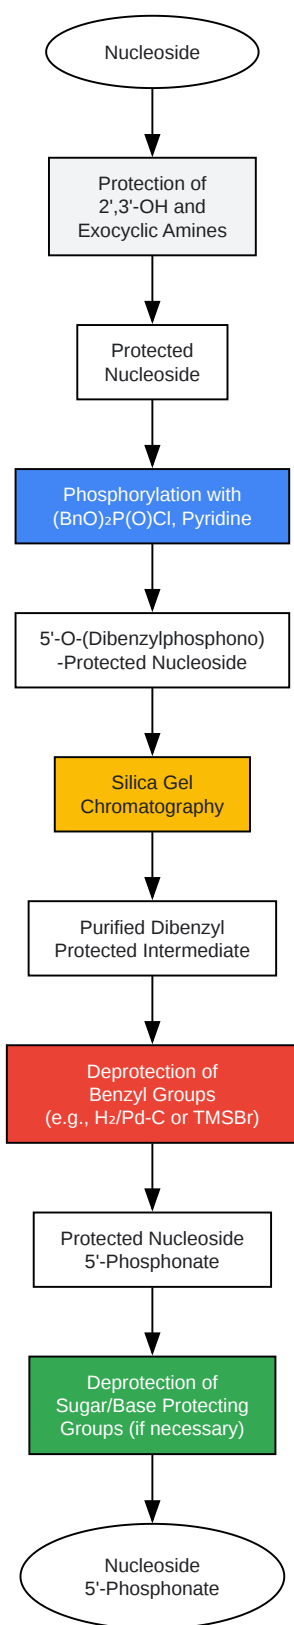 Nucleoside
Protection of
2',3'-OH and
Exocyclic Amines
Protected
Nucleoside
Phosphorylation with
(BnO)₂P(O)Cl, Pyridine
5'-O-(Dibenzylphosphono)
-Protected Nucleoside
Silica Gel
Chromatography
Purified Dibenzyl
Protected Intermediate
Deprotection of
Benzyl Groups
(e.g., H₂/Pd-C or TMSBr)
Protected Nucleoside
5'-Phosphonate
Deprotection of
Sugar/Base Protecting
Groups (if necessary)
Nucleoside
5'-Phosphonate